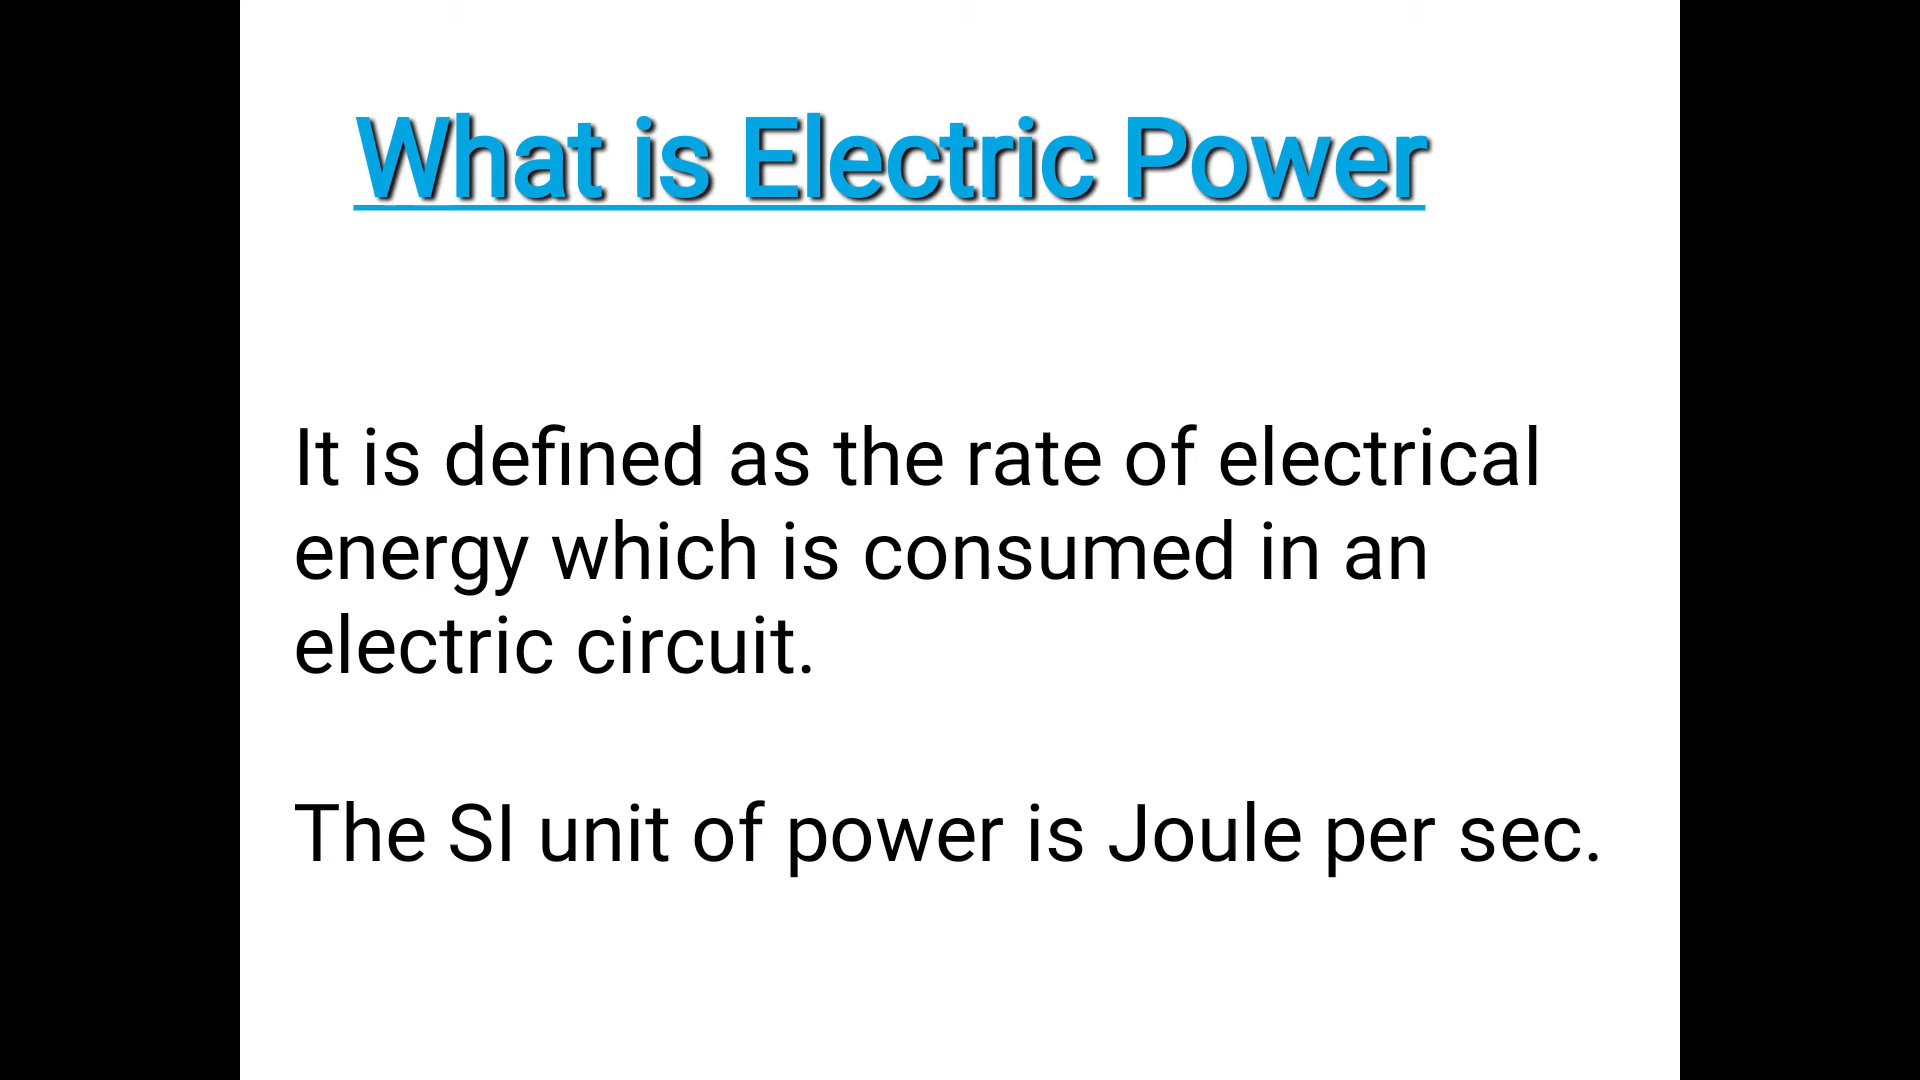 What is Electric Power
It is defined as the rate of electrical
energy which is consumed in an
electric circuit.
The SI unit of power is Joule per sec.